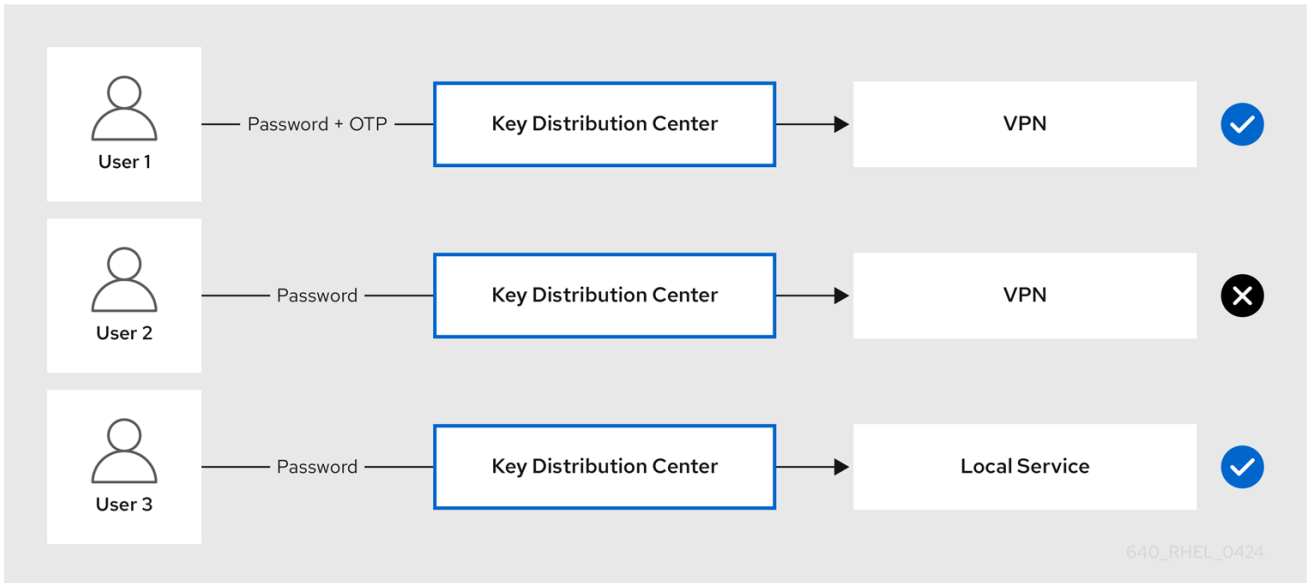 User 1
Password + OTP
Key Distribution Center
VPN
User 2
Password
Key Distribution Center
VPN
User 3
Password
Key Distribution Center
Local Service
640_RHEL_0424